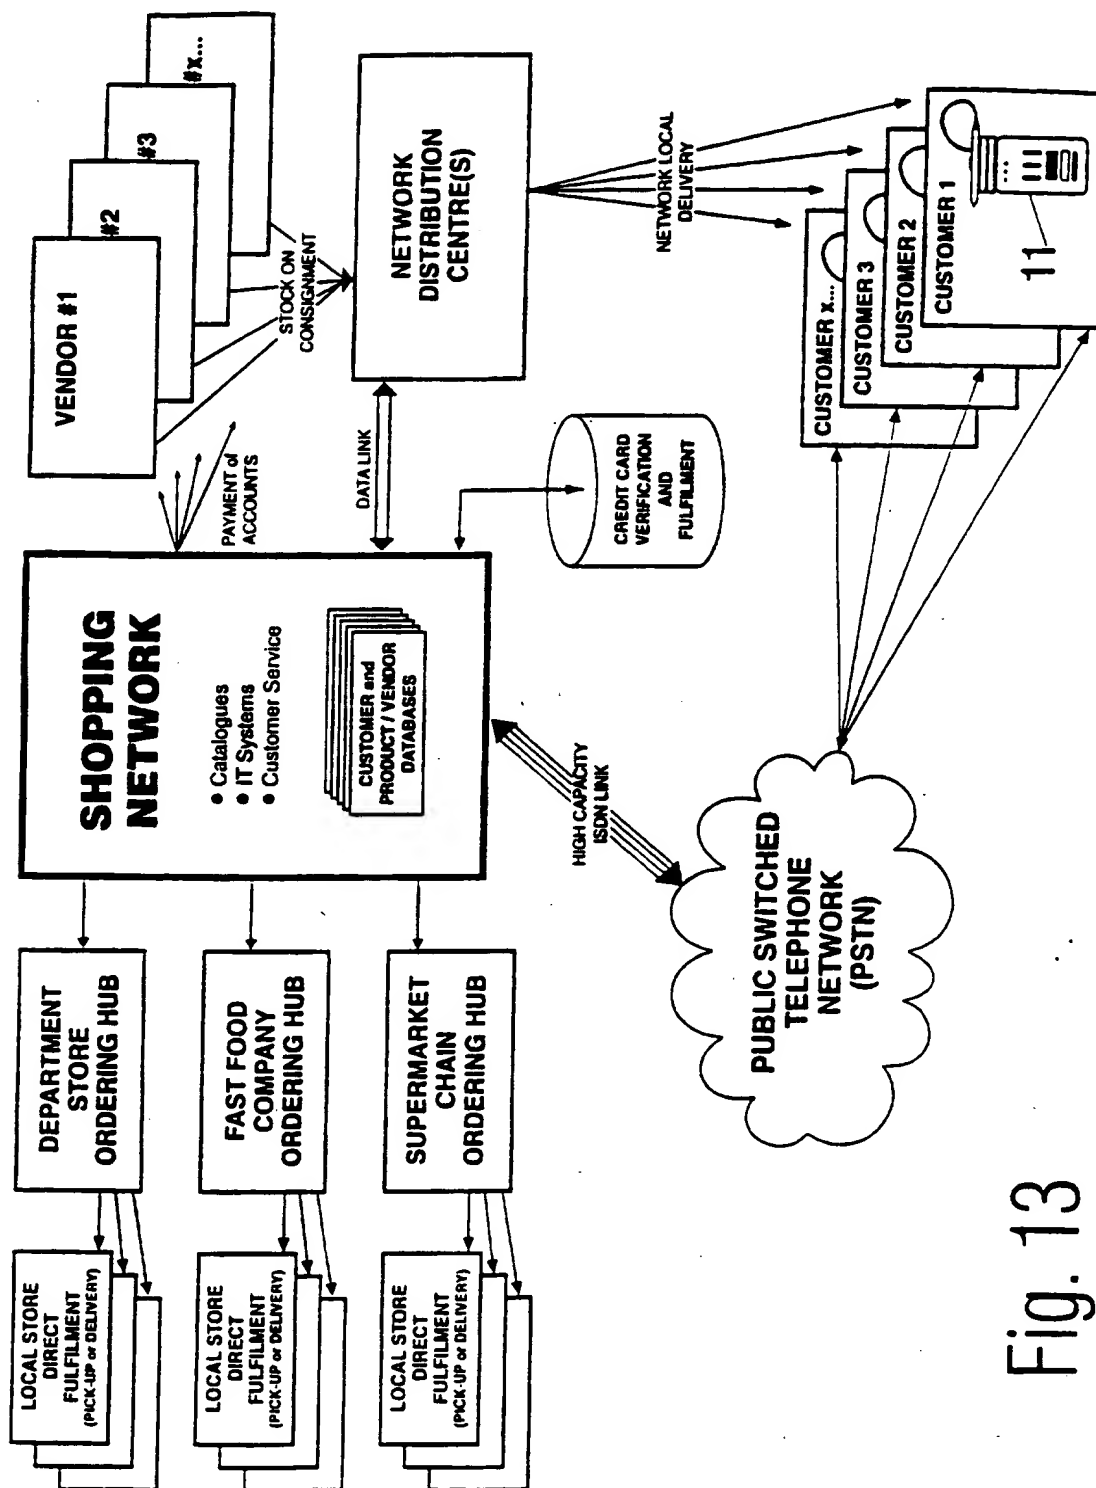 LOCAL STORE
DIRECT
FULFILMENT
(PICK-UP or DELIVERY)
DEPARTMENT
STORE
ORDERING HUB
LOCAL STORE
DIRECT
FULFILMENT
(PICK-UP or DELIVERY)
FAST FOOD
COMPANY
ORDERING HUB
LOCAL STORE
DIRECT
FULFILMENT
(PICK-UP or DELIVERY)
SUPERMARKET
CHAIN
ORDERING HUB
SHOPPING
NETWORK
• Catalogues
• IT Systems
• Customer Service
CUSTOMER and
PRODUCT / VENDOR
DATABASES
PAYMENT of
ACCOUNTS
VENDOR #1
#2
#3
#x...
STOCK ON
CONSIGNMENT
DATA LINK
NETWORK
DISTRIBUTION
CENTRE(S)
CREDIT CARD
VERIFICATION
AND
FULFILMENT
HIGH CAPACITY
ISDN LINK
NETWORK LOCAL
DELIVERY
PUBLIC SWITCHED
TELEPHONE
NETWORK
(PSTN)
CUSTOMER x...
CUSTOMER 3
CUSTOMER 2
CUSTOMER 1
11
Fig. 13